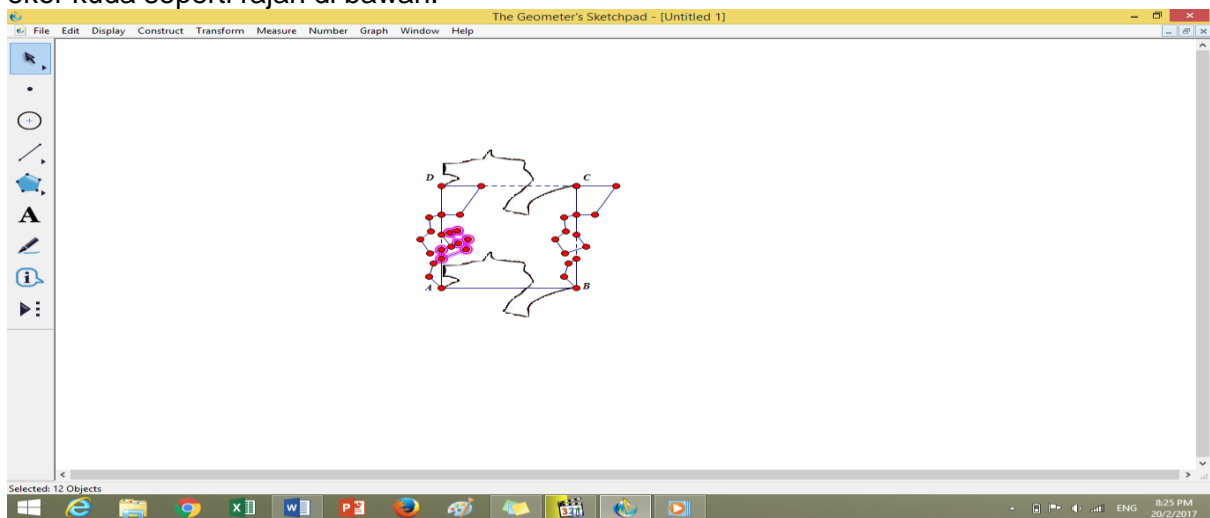 ekor kuda seperti rajah di bawah.
The Geometer's Sketchpad - [Untitled 1]
File Edit Display Construct Transform Measure Number Graph Window Help
D C
A B
A
Selected: 12 Objects
ENG 8:25 PM
20/2/2017